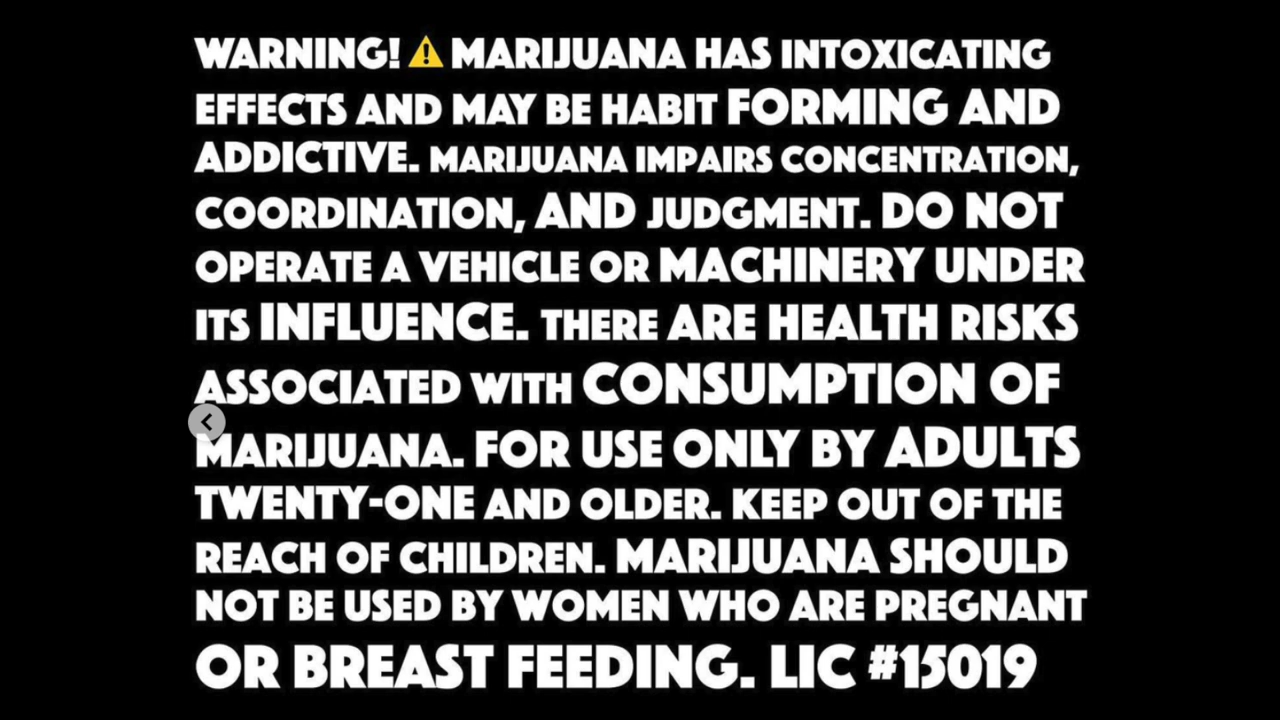 WARNING! ⚠ MARIJUANA HAS INTOXICATING
EFFECTS AND MAY BE HABIT FORMING AND
ADDICTIVE. MARIJUANA IMPAIRS CONCENTRATION,
COORDINATION, AND JUDGMENT. DO NOT
OPERATE A VEHICLE OR MACHINERY UNDER
ITS INFLUENCE. THERE ARE HEALTH RISKS
ASSOCIATED WITH CONSUMPTION OF
MARIJUANA. FOR USE ONLY BY ADULTS
TWENTY-ONE AND OLDER. KEEP OUT OF THE
REACH OF CHILDREN. MARIJUANA SHOULD
NOT BE USED BY WOMEN WHO ARE PREGNANT
OR BREAST FEEDING. LIC #15019